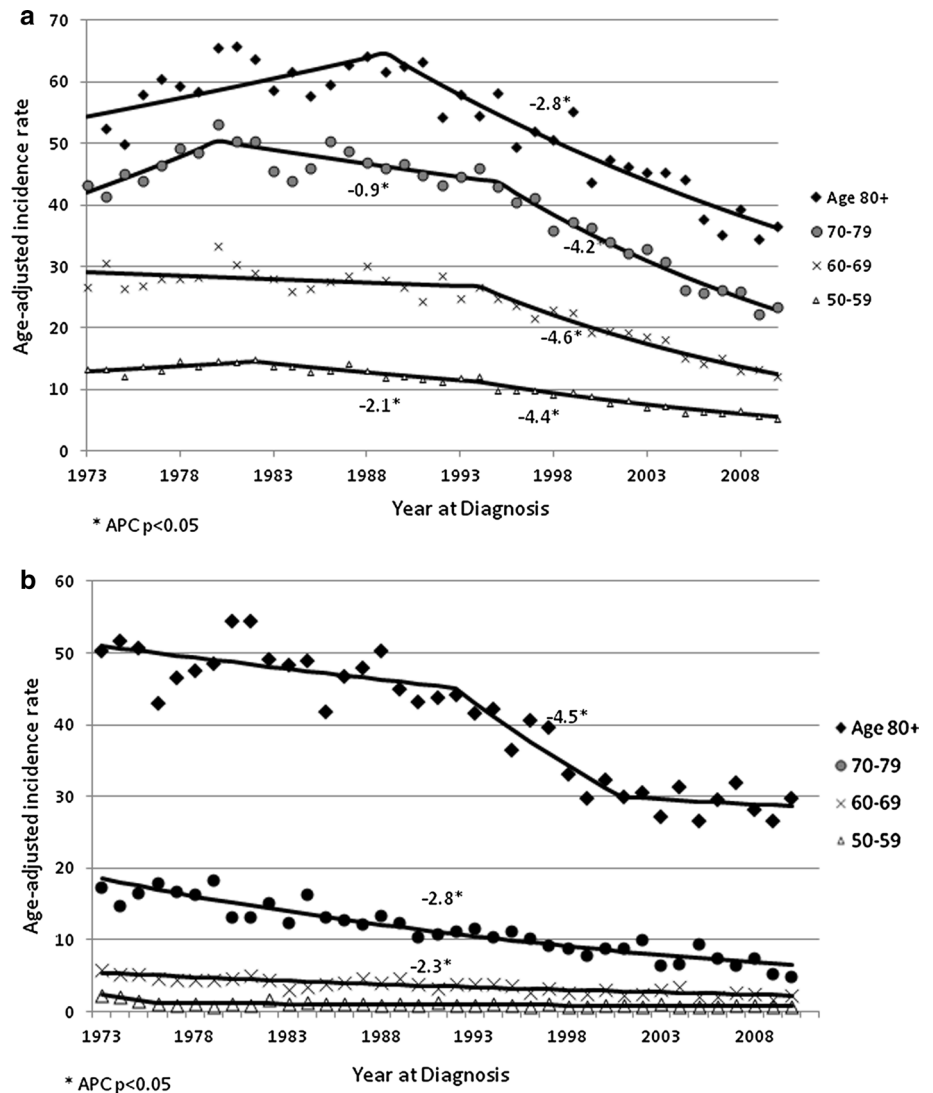 a
70
60
50
40
30
20
10
0
Age-adjusted incidence rate
-2.8*
-0.9*
-4.2*
-4.6*
-2.1*
-4.4*
Age 80+
70-79
60-69
50-59
1973 1978 1983 1988 1993 1998 2003 2008
Year at Diagnosis
* APC p<0.05
b
60
50
40
30
20
10
0
Age-adjusted incidence rate
-4.5*
-2.8*
-2.3*
Age 80+
70-79
60-69
50-59
1973 1978 1983 1988 1993 1998 2003 2008
Year at Diagnosis
* APC p<0.05